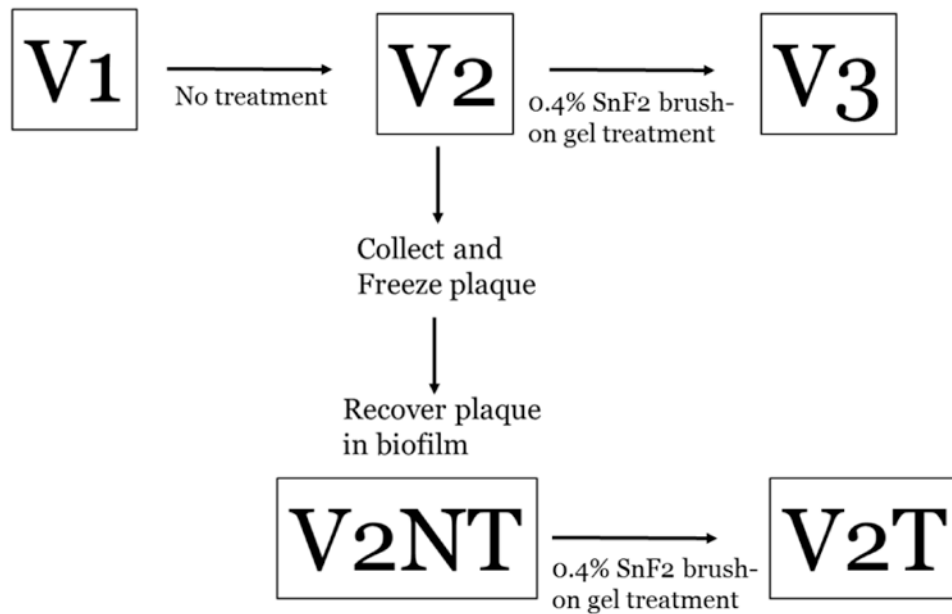 V1
No treatment
V2
0.4% SnF2 brush-
on gel treatment
V3
Collect and
Freeze plaque
Recover plaque
in biofilm
V2NT
0.4% SnF2 brush-
on gel treatment
V2T